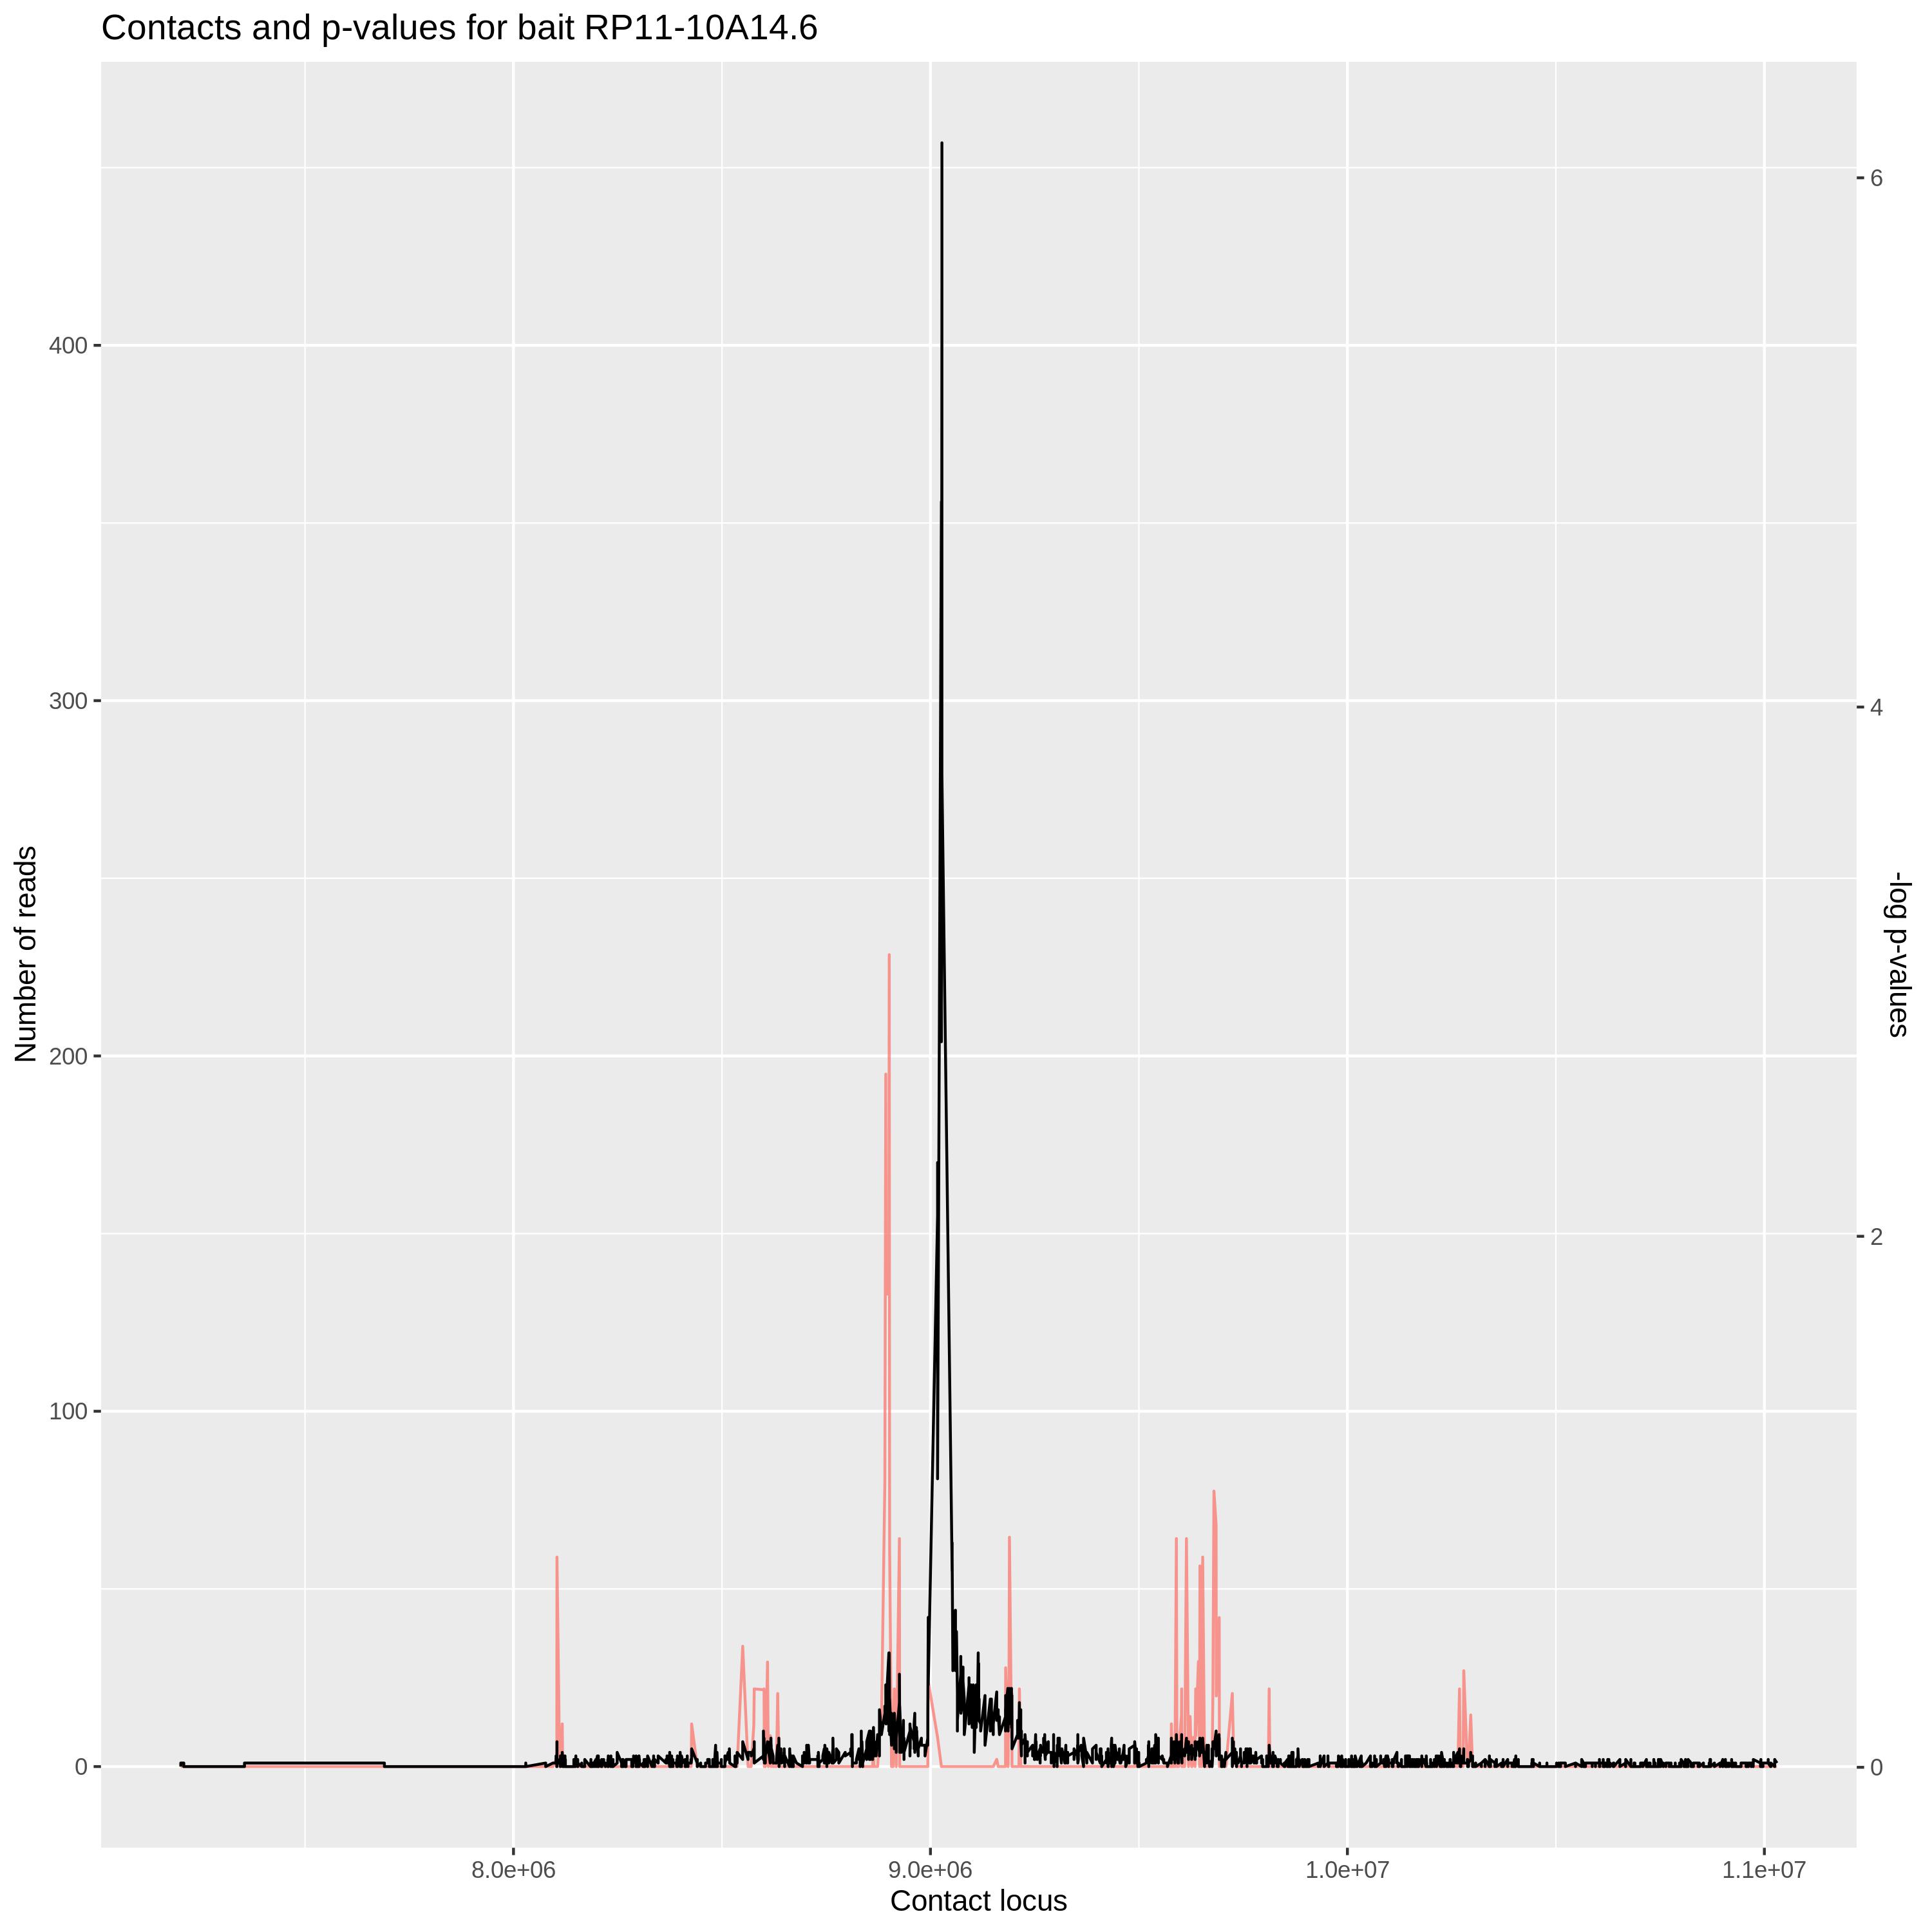 Contacts and p-values for bait RP11-10A14.6
Number of reads
400
300
200
100
0
6
4
2
0
-log p-values
8.0e+06
9.0e+06
1.0e+07
1.1e+07
Contact locus